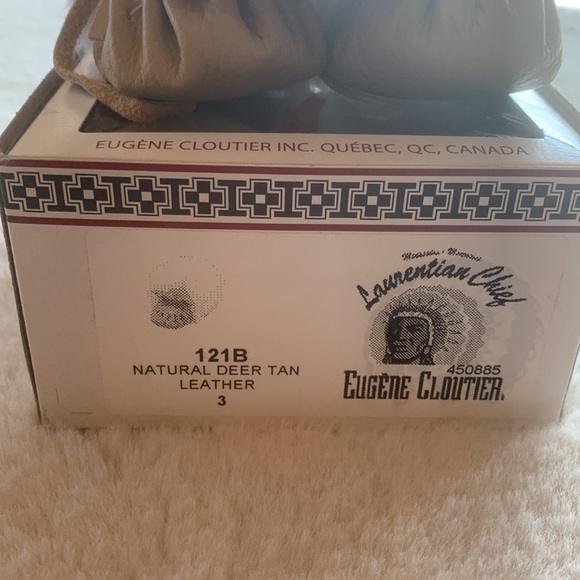 EUGÈNE CLOUTIER INC. QUÉBEC, QC, CANADA
Laurentian Chief
121B
NATURAL DEER TAN
LEATHER
3
450885
EUGÈNE CLOUTIER